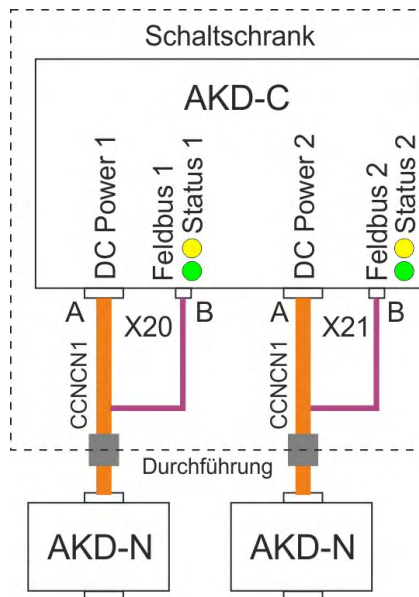 Schaltschrank
AKD-C
DC Power 1
Feldbus 1
Status 1
DC Power 2
Feldbus 2
Status 2
A
X20
B
A
X21
B
CCNCN1
CCNCN1
Durchführung
AKD-N
AKD-N